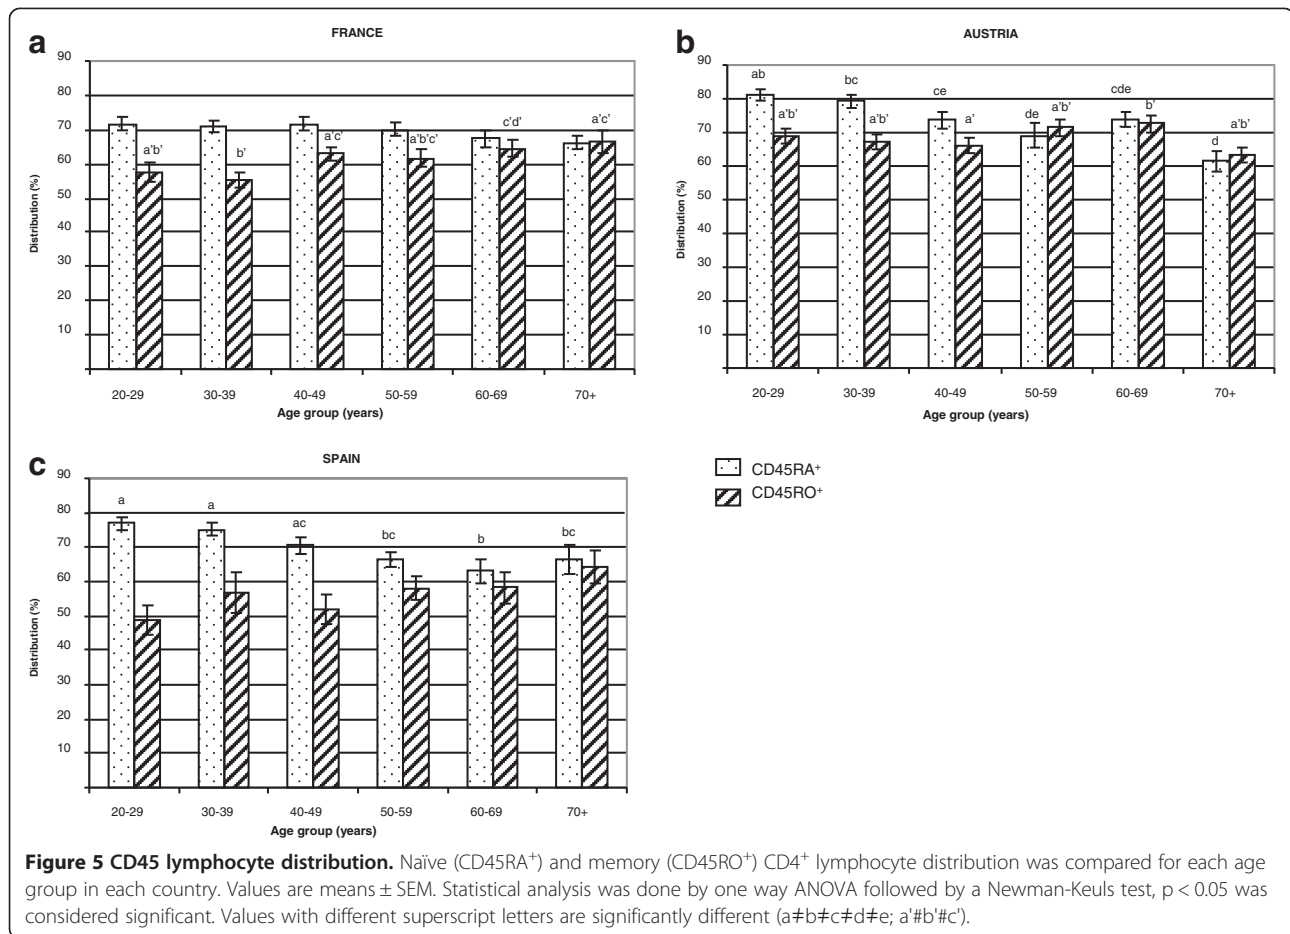 a
FRANCE
90
80
70
60
50
40
30
20
10
Distribution (%)
a'b'
b'
a'c'
a'b'c'
c'd'
a'c'
20-29 30-39 40-49 50-59 60-69 70+
Age group (years)
b
AUSTRIA
90
80
70
60
50
40
30
20
10
Distribution (%)
ab
a'b'
bc
a'b'
ce
a'
de
a'b'
cde
b'
d
a'b'
20-29 30-39 40-49 50-59 60-69 70+
Age group (years)
c
SPAIN
90
80
70
60
50
40
30
20
10
Distribution (%)
a
a
ac
bc
b
bc
20-29 30-39 40-49 50-59 60-69 70+
Age group (years)
CD45RA⁺
CD45RO⁺
Figure 5 CD45 lymphocyte distribution. Naïve (CD45RA⁺) and memory (CD45RO⁺) CD4⁺ lymphocyte distribution was compared for each age
group in each country. Values are means ± SEM. Statistical analysis was done by one way ANOVA followed by a Newman-Keuls test, p < 0.05 was
considered significant. Values with different superscript letters are significantly different (a≠b≠c≠d≠e; a'#b'#c').